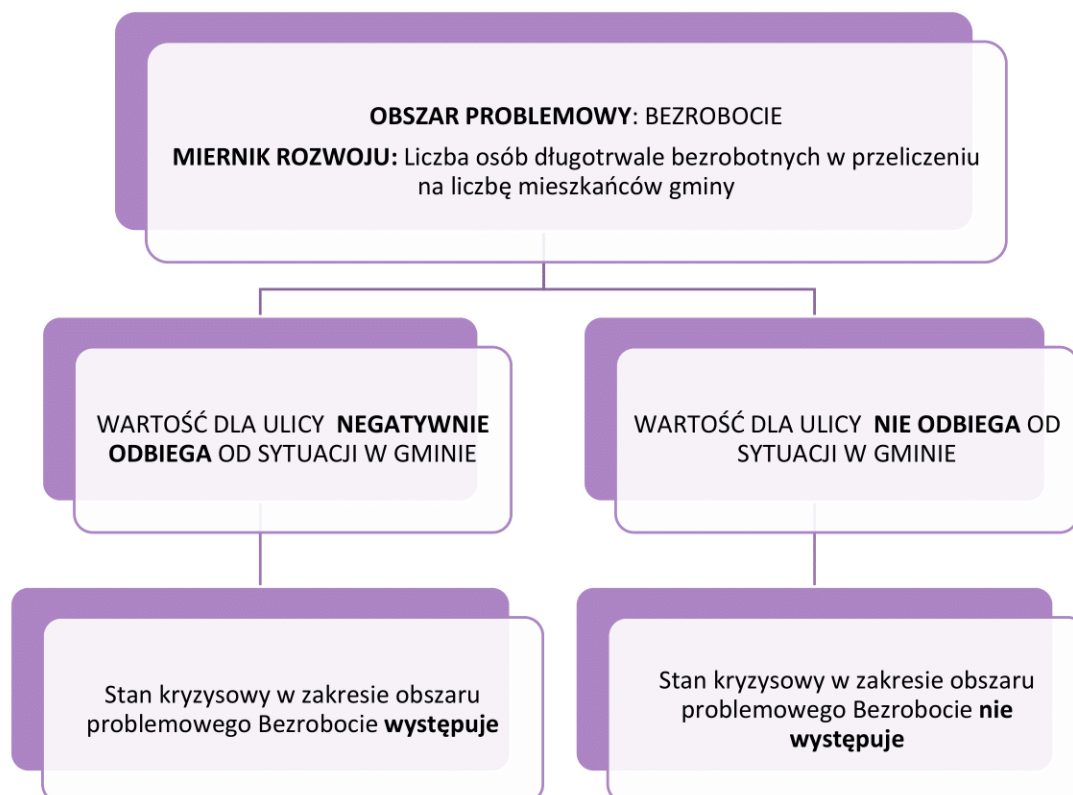 OBSZAR PROBLEMOWY: BEZROBOCIE
MIERNIK ROZWOJU: Liczba osób długotrwale bezrobotnych w przeliczeniu
na liczbę mieszkańców gminy
WARTOŚĆ DLA ULICY NEGATYWNIE
ODBIEGA OD SYTUACJI W GMINIE
WARTOŚĆ DLA ULICY NIE ODBIEGA OD
SYTUACJI W GMINIE
Stan kryzysowy w zakresie obszaru
problemowego Bezrobocie występuje
Stan kryzysowy w zakresie obszaru
problemowego Bezrobocie nie
występuje